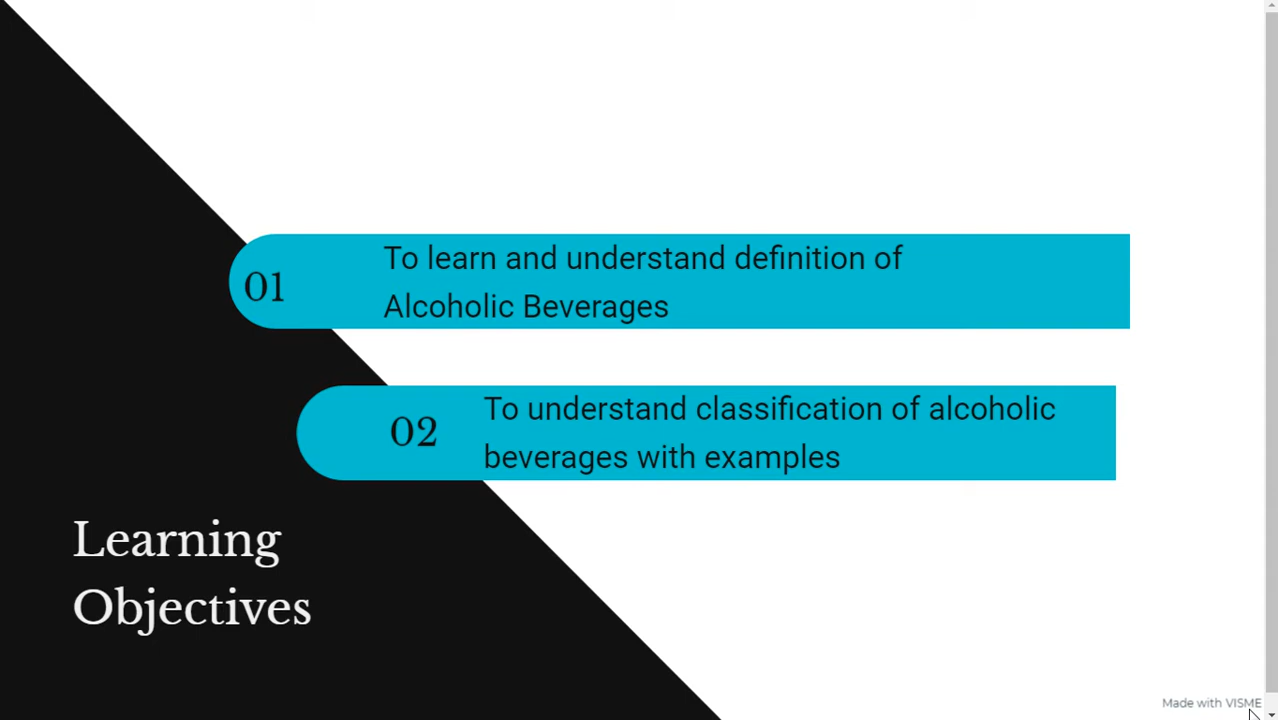 01
To learn and understand definition of
Alcoholic Beverages
02
To understand classification of alcoholic
beverages with examples
Learning
Objectives
Made with VISME